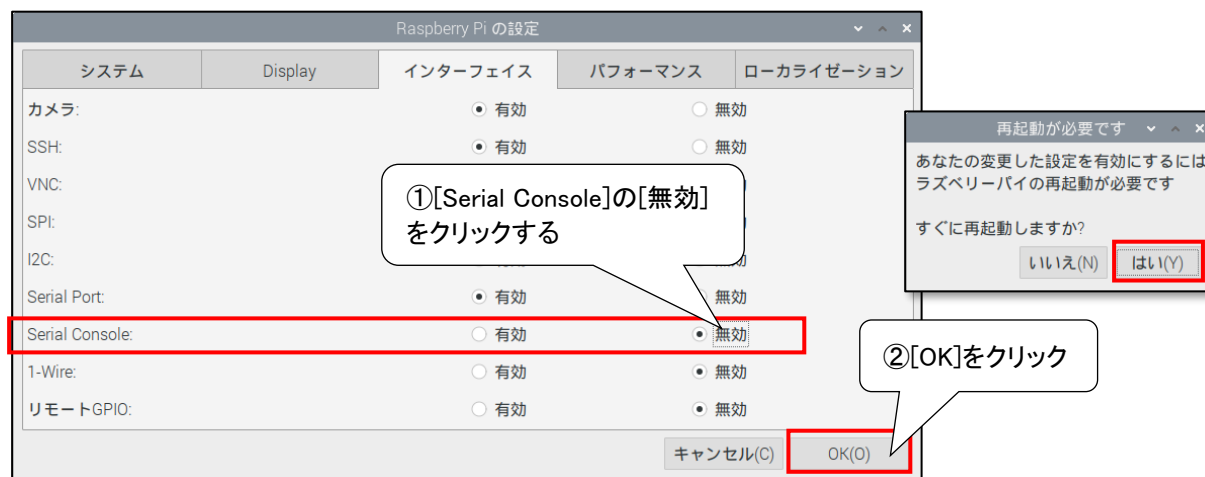 Raspberry Pi の設定
システム Display インターフェイス パフォーマンス ローカライゼーション
カメラ: 有効 無効
SSH: 有効 無効
VNC:
SPI:
I2C:
Serial Port: 有効 無効
Serial Console: 有効 無効
1-Wire: 有効 無効
リモートGPIO: 有効 無効
キャンセル(C) OK(O)
①[Serial Console]の[無効]
をクリックする
②[OK]をクリック
再起動が必要です
あなたの変更した設定を有効にするには
ラズベリーパイの再起動が必要です
すぐに再起動しますか?
いいえ(N) はい(Y)